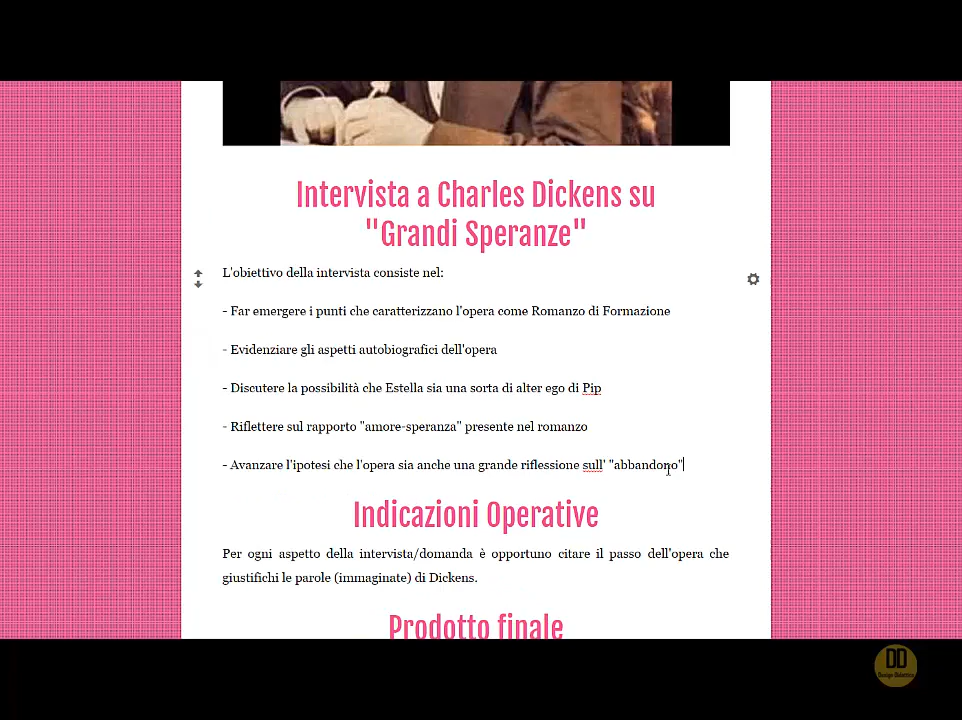 Intervista a Charles Dickens su
"Grandi Speranze"
L'obiettivo della intervista consiste nel:
- Far emergere i punti che caratterizzano l'opera come Romanzo di Formazione
- Evidenziare gli aspetti autobiografici dell'opera
- Discutere la possibilità che Estella sia una sorta di alter ego di Pip
- Riflettere sul rapporto "amore-speranza" presente nel romanzo
- Avanzare l'ipotesi che l'opera sia anche una grande riflessione sull' "abbandono"
Indicazioni Operative
Per ogni aspetto della intervista/domanda è opportuno citare il passo dell'opera che
giustifichi le parole (immaginate) di Dickens.
Prodotto finale
DD
Design Didattico